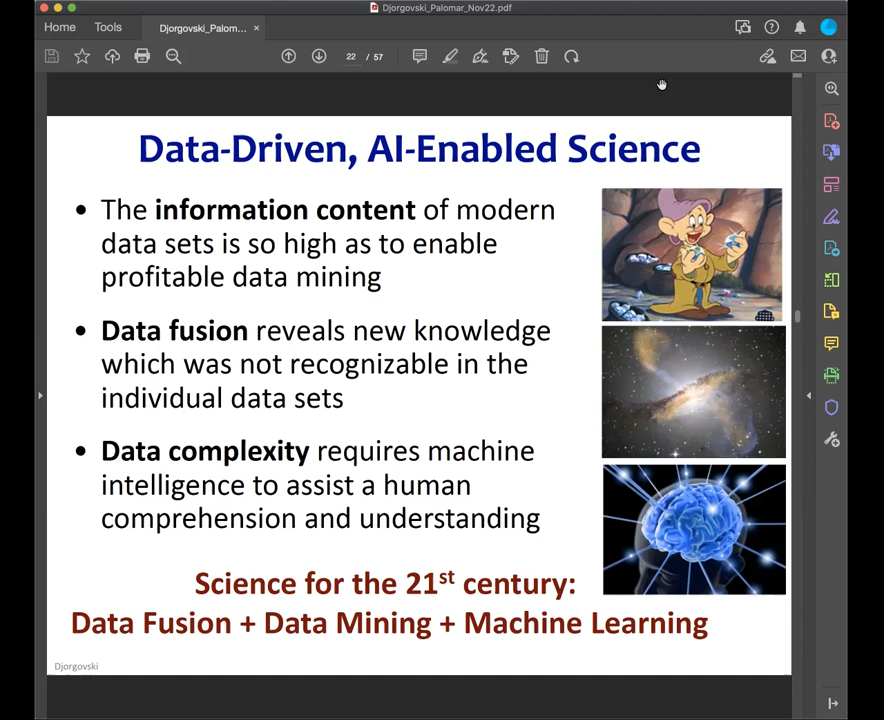 Djorgovski_Palomar_Nov22.pdf
Home Tools Djorgovski_Palom... ×
22 / 57
Data-Driven, AI-Enabled Science
• The information content of modern
data sets is so high as to enable
profitable data mining
• Data fusion reveals new knowledge
which was not recognizable in the
individual data sets
• Data complexity requires machine
intelligence to assist a human
comprehension and understanding
Science for the 21st century:
Data Fusion + Data Mining + Machine Learning
Djorgovski